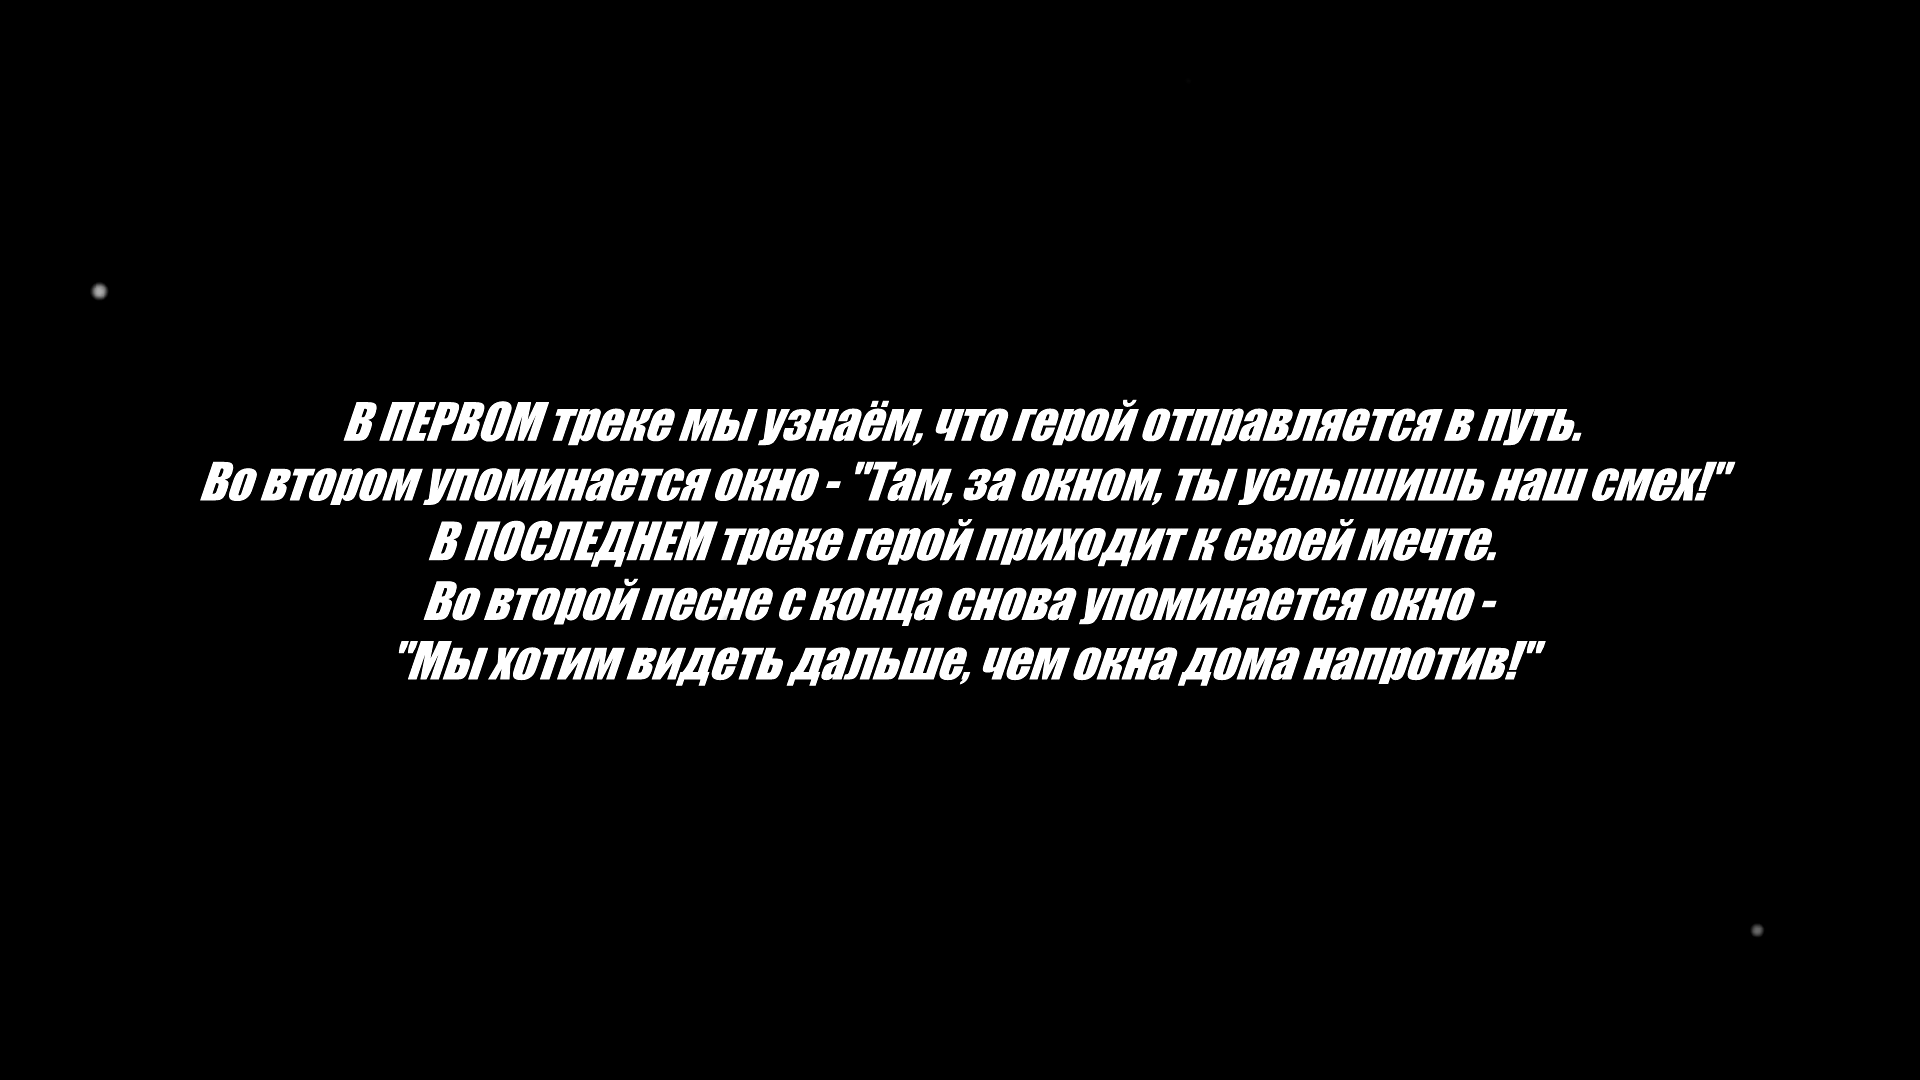 В ПЕРВОМ треке мы узнаём, что герой отправляется в путь.
Во втором упоминается окно - "Там, за окном, ты услышишь наш смех!"
В ПОСЛЕДНЕМ треке герой приходит к своей мечте.
Во второй песне с конца снова упоминается окно -
"Мы хотим видеть дальше, чем окна дома напротив!"